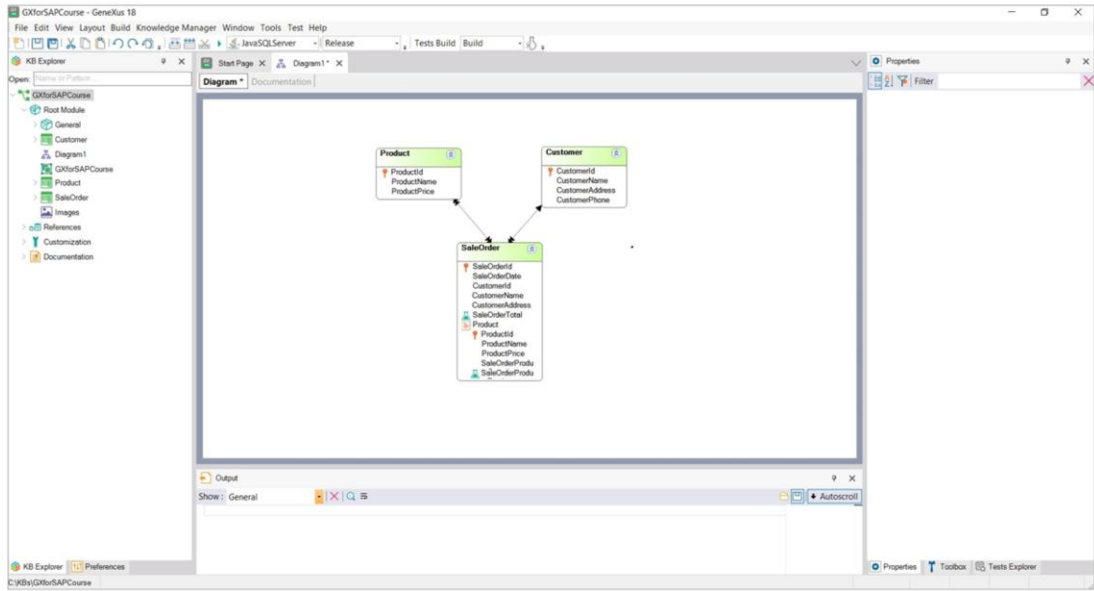 GXforSAPCourse - GeneXus 18
File Edit View Layout Build Knowledge Manager Window Tools Test Help
JavaSQLServer Release Tests Build Build
KB Explorer
Open: Name or Pattern...
GXforSAPCourse
Root Module
General
Customer
Diagram1
GXforSAPCourse
Product
SaleOrder
Images
References
Customization
Documentation
KB Explorer Preferences
C:\KBs\GXforSAPCourse
Start Page Diagram1*
Diagram * Documentation
Product
ProductId
ProductName
ProductPrice
Customer
CustomerId
CustomerName
CustomerAddress
CustomerPhone
SaleOrder
SaleOrderId
SaleOrderDate
CustomerId
CustomerName
CustomerAddress
SaleOrderTotal
Product
ProductId
ProductName
ProductPrice
SaleOrderProdu
SaleOrderProdu
Output
Show: General
Autoscroll
Properties
Filter
Properties Toolbox Tests Explorer